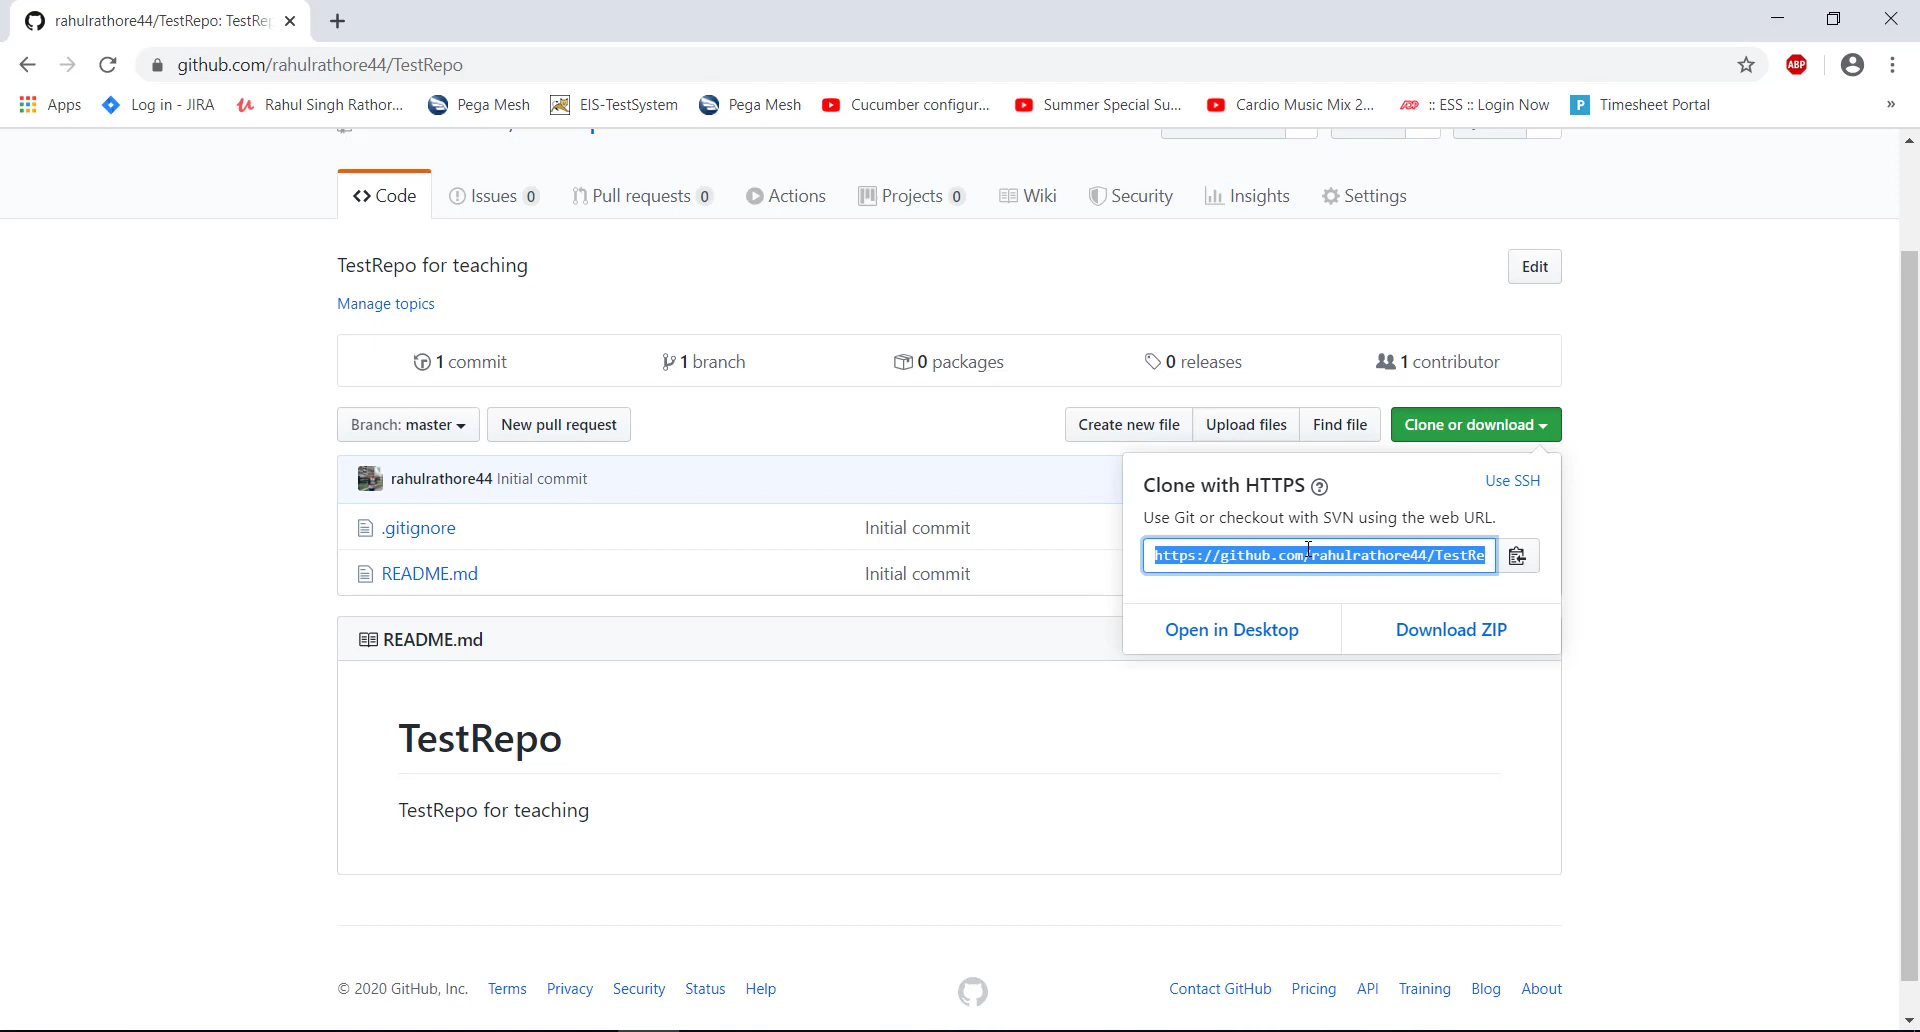 rahulrathore44/TestRepo: TestRe
github.com/rahulrathore44/TestRepo
ABP
Apps Log in - JIRA Rahul Singh Rathor... Pega Mesh EIS-TestSystem Pega Mesh Cucumber configur... Summer Special Su... Cardio Music Mix 2... :: ESS :: Login Now P Timesheet Portal »
Code Issues 0 Pull requests 0 Actions Projects 0 Wiki Security Insights Settings
TestRepo for teaching Edit
Manage topics
1 commit 1 branch 0 packages 0 releases 1 contributor
Branch: master New pull request Create new file Upload files Find file Clone or download
rahulrathore44 Initial commit
.gitignore Initial commit
README.md Initial commit
Clone with HTTPS ? Use SSH
Use Git or checkout with SVN using the web URL.
https://github.com/rahulrathore44/TestRe
Open in Desktop Download ZIP
README.md
TestRepo
TestRepo for teaching
© 2020 GitHub, Inc. Terms Privacy Security Status Help Contact GitHub Pricing API Training Blog About